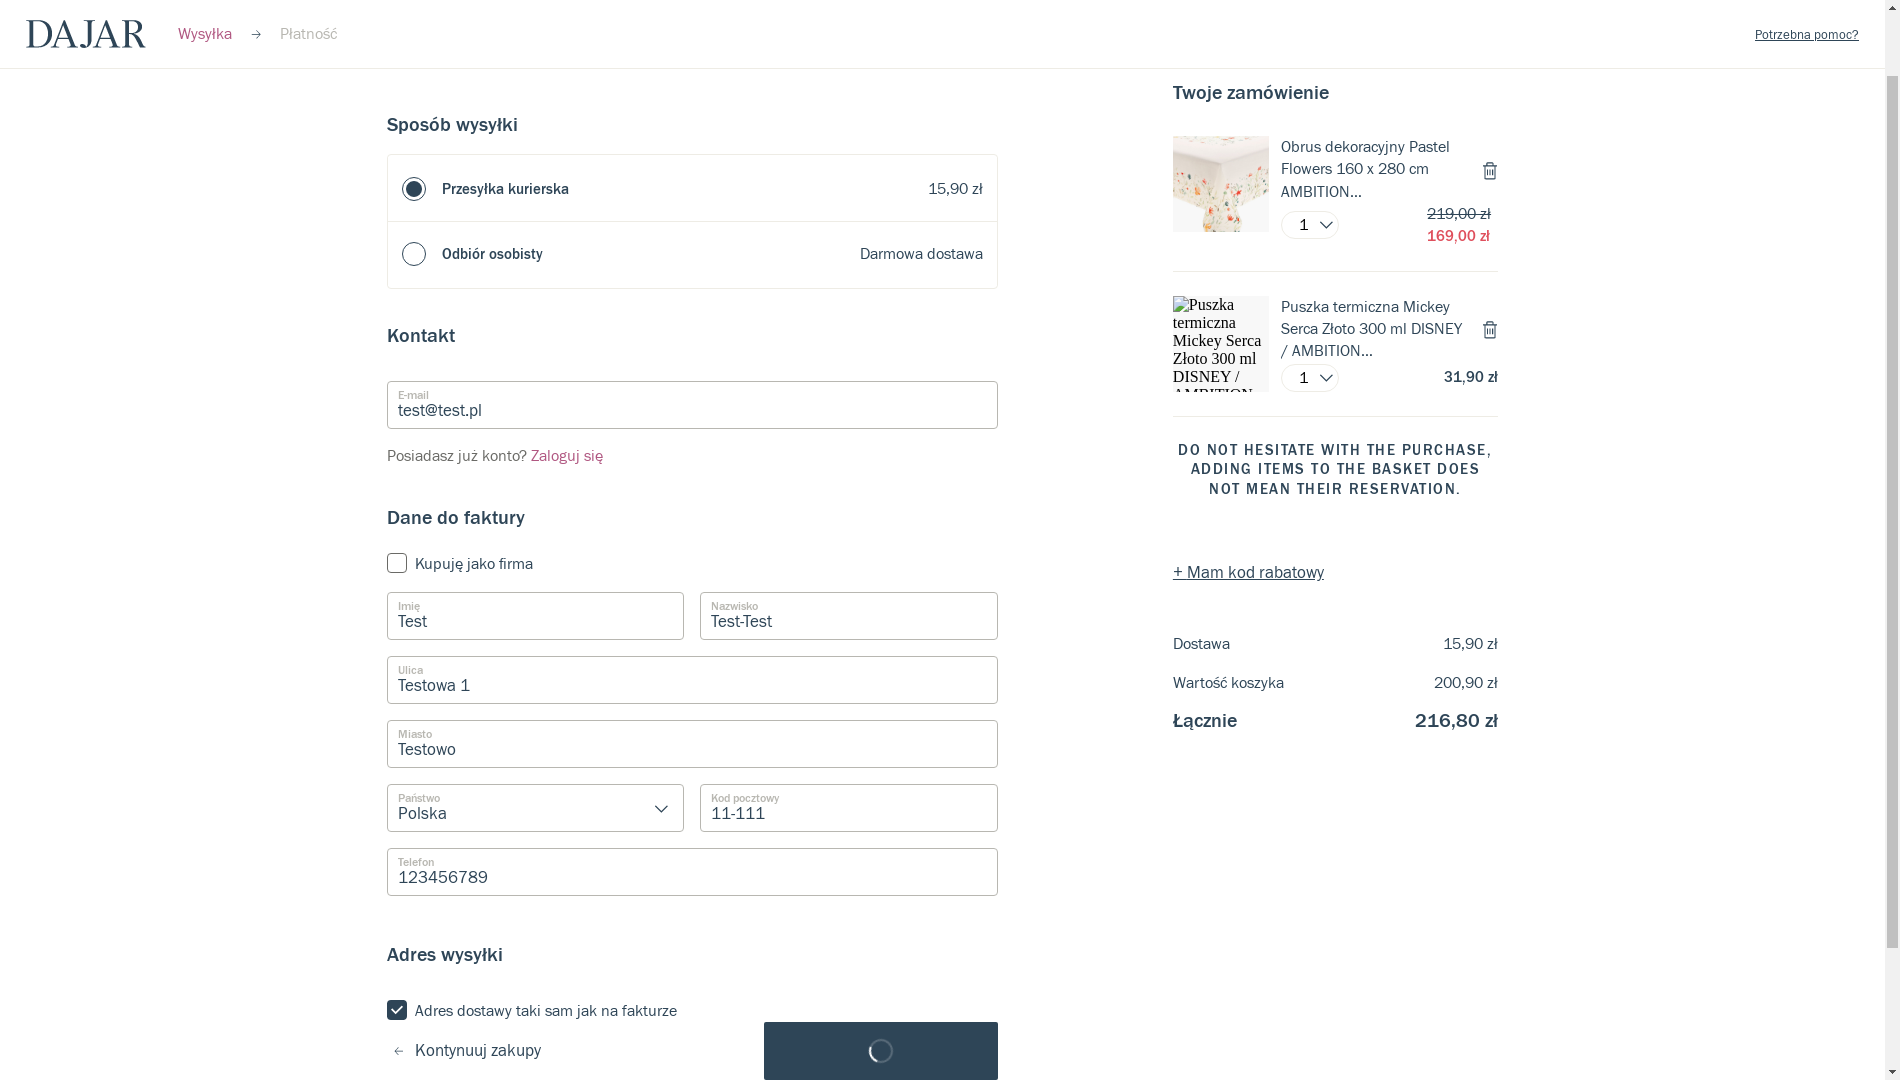 DAJAR
Wysyłka
Płatność
Potrzebna pomoc?
Sposób wysyłki
Przesyłka kurierska
15,90 zł
Odbiór osobisty
Darmowa dostawa
Kontakt
E-mail
test@test.pl
Posiadasz już konto? Zaloguj się
Dane do faktury
Kupuję jako firma
Imię
Test
Nazwisko
Test-Test
Ulica
Testowa 1
Miasto
Testowo
Państwo
Polska
Kod pocztowy
11-111
Telefon
123456789
Adres wysyłki
Adres dostawy taki sam jak na fakturze
Kontynuuj zakupy
Twoje zamówienie
Obrus dekoracyjny Pastel
Flowers 160 x 280 cm
AMBITION...
1
219,00 zł
169,00 zł
Puszka
termiczna
Mickey Serca
Złoto 300 ml
DISNEY /
AMBITION
Puszka termiczna Mickey
Serca Złoto 300 ml DISNEY
/ AMBITION...
1
31,90 zł
DO NOT HESITATE WITH THE PURCHASE,
ADDING ITEMS TO THE BASKET DOES
NOT MEAN THEIR RESERVATION.
+ Mam kod rabatowy
Dostawa
15,90 zł
Wartość koszyka
200,90 zł
Łącznie
216,80 zł